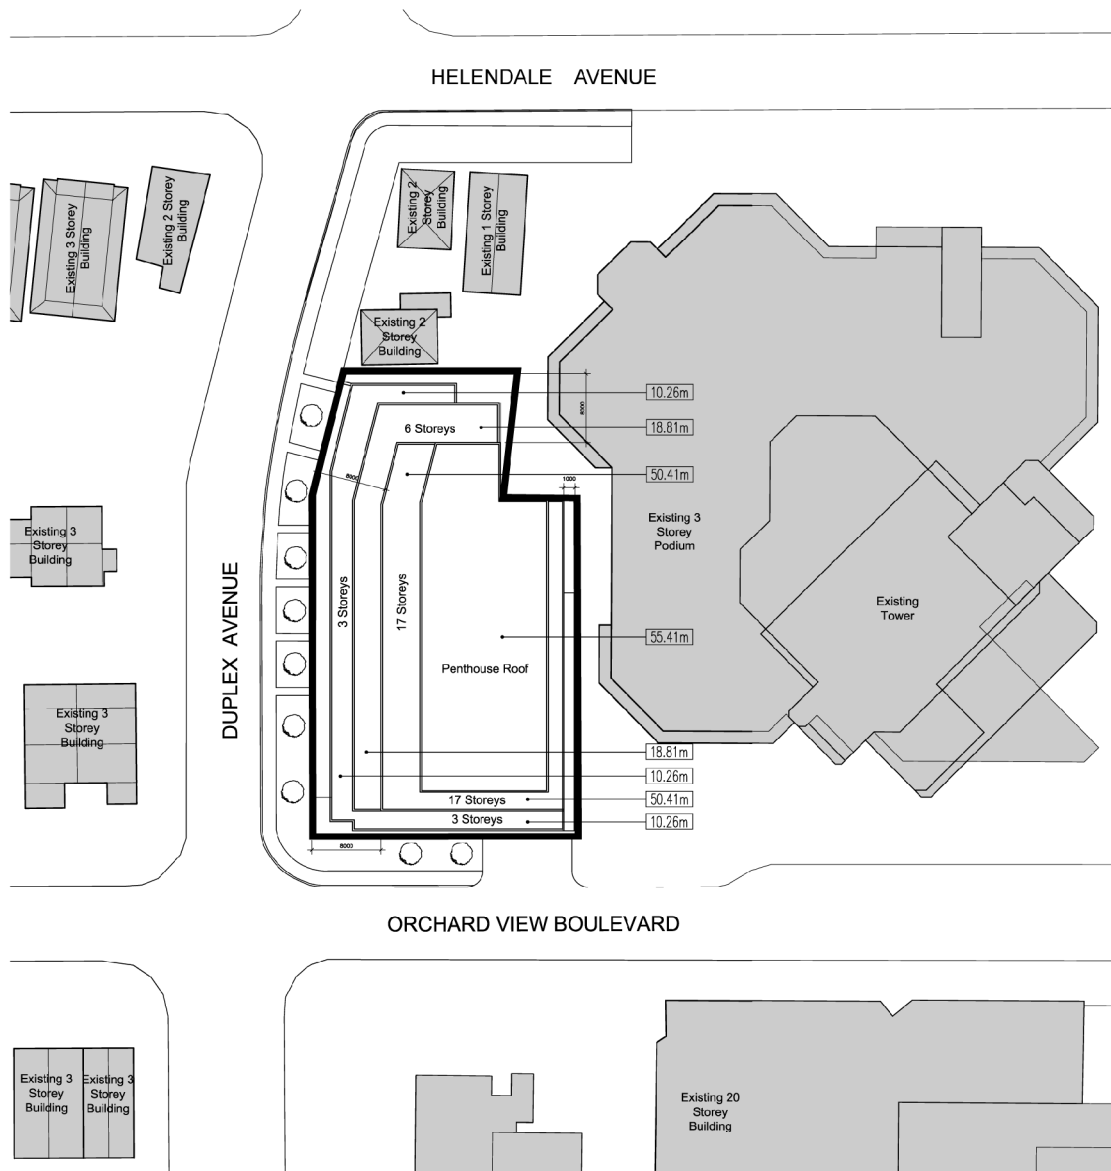 HELENDALE AVENUE
Existing 3 Storey
Building
Existing 2 Storey
Building
Existing 2
Storey
Building
Existing 1 Storey
Building
Existing 2
Storey
Building
10.26m
6 Storeys
18.81m
8000
50.41m
8000
1000
Existing 3
Storey
Podium
Existing 3
Storey
Building
DUPLEX AVENUE
3 Storeys
17 Storeys
Existing
Tower
55.41m
Penthouse Roof
Existing 3
Storey
Building
18.81m
10.26m
17 Storeys
50.41m
3 Storeys
10.26m
8000
ORCHARD VIEW BOULEVARD
Existing 3
Storey
Building
Existing 3
Storey
Building
Existing 20
Storey
Building